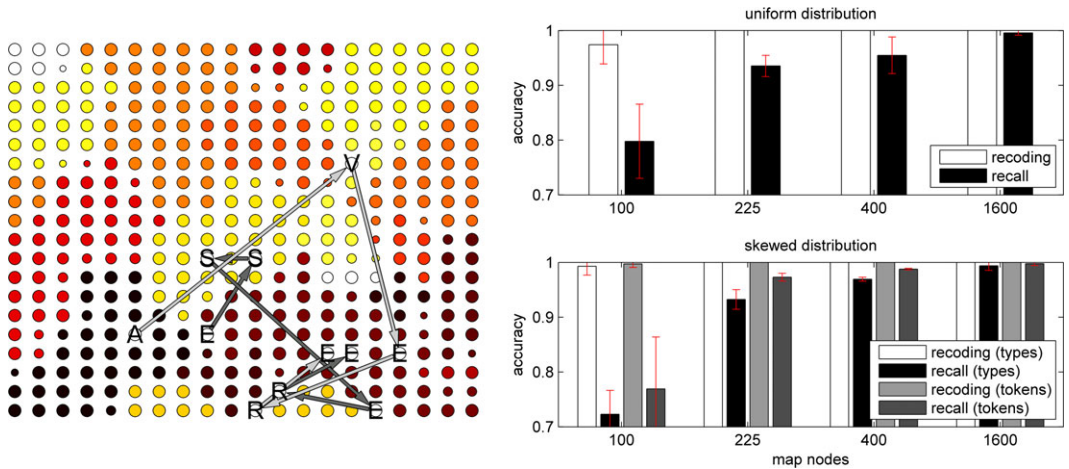 V
S S
A E
E E E
R
R E
uniform distribution
accuracy
1
0.9
0.8
0.7
recoding
recall
100 225 400 1600
skewed distribution
accuracy
1
0.9
0.8
0.7
recoding (types)
recall (types)
recoding (tokens)
recall (tokens)
100 225 400 1600
map nodes